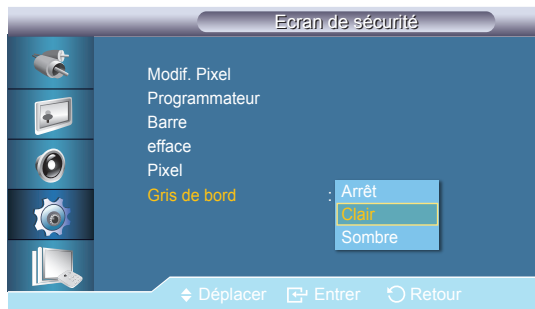 Ecran de sécurité
Modif. Pixel
Programmateur
Barre
efface
Pixel
Gris de bord : Arrêt
Clair
Sombre
Déplacer Entrer Retour